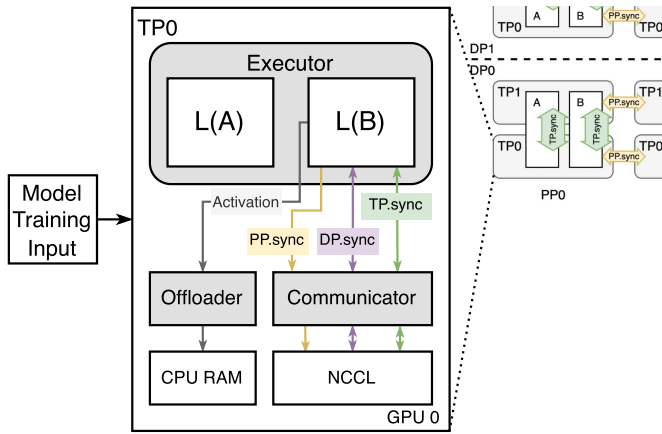 TP0
Executor
L(A)
L(B)
Activation
TP.sync
PP.sync
DP.sync
Model
Training
Input
Offloader
Communicator
CPU RAM
NCCL
GPU 0
A
B
PP.sync
TP0
TP0
DP1
DP0
TP1
A
B
PP.sync
TP1
TP.sync
TP.sync
TP0
PP.sync
TP0
PP0